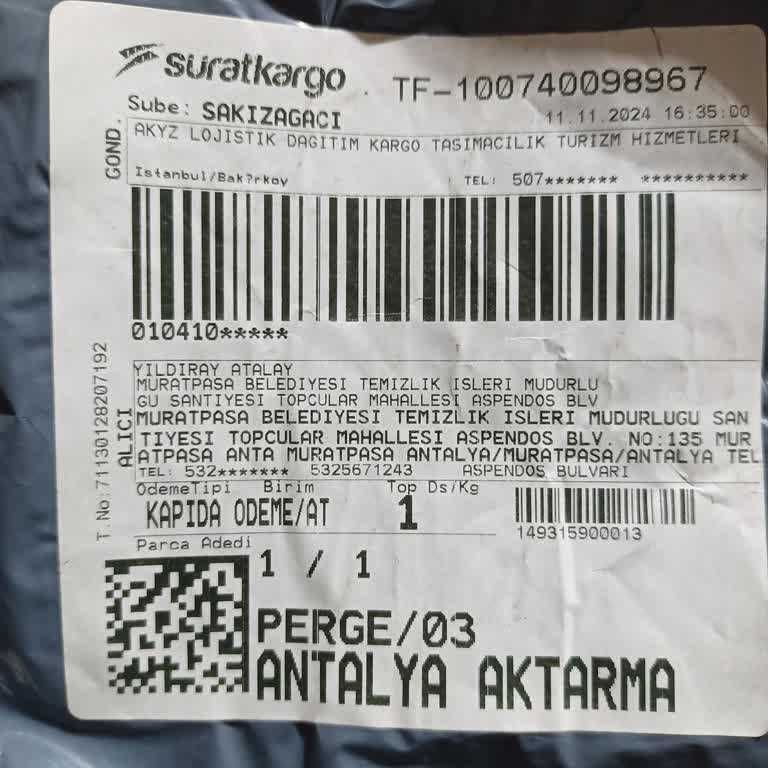 suratkargo
TF-100740098967
Sube: SAKIZAGACI
11.11.2024 16:35:00
GOND.
AKYZ LOJISTIK DAGITIM KARGO TASIMACILIK TURIZM HIZMETLERI
Istanbul/Bak?rkoy TEL: 507******* **********
010410*****
T.No:71130128207192
ALICI
YILDIRAY ATALAY
MURATPASA BELEDIYESI TEMIZLIK ISLERI MUDURLU
GU SANTIYESI TOPCULAR MAHALLESI ASPENDOS BLV
MURATPASA BELEDIYESI TEMIZLIK ISLERI MUDURLUGU SAN
TIYESI TOPCULAR MAHALLESI ASPENDOS BLV. NO:135 MUR
ATPASA ANTA MURATPASA ANTALYA/MURATPASA/ANTALYA TEL
TEL: 532******* 5325671243 ASPENDOS BULVARI
OdemeTipi Birim Top Ds/Kg
KAPIDA ODEME/AT 1
149315900013
Parca Adedi
1 / 1
PERGE/03
ANTALYA AKTARMA